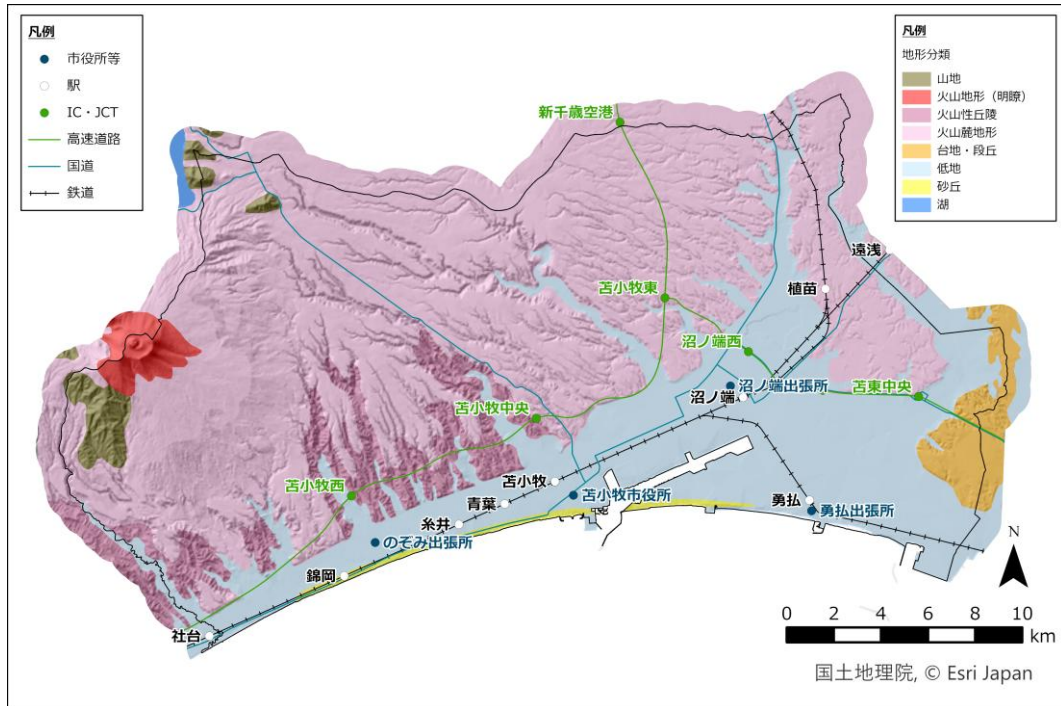 凡例
市役所等
駅
IC・JCT
高速道路
国道
鉄道
凡例
地形分類
山地
火山地形（明瞭）
火山性丘陵
火山麓地形
台地・段丘
低地
砂丘
湖
新千歳空港
遠浅
植苗
苫小牧東
沼ノ端西
沼ノ端出張所
苫東中央
沼ノ端
苫小牧中央
苫小牧西
苫小牧
苫小牧市役所
青葉
勇払
勇払出張所
糸井
のぞみ出張所
錦岡
社台
N
0 2 4 6 8 10
km
国土地理院, © Esri Japan